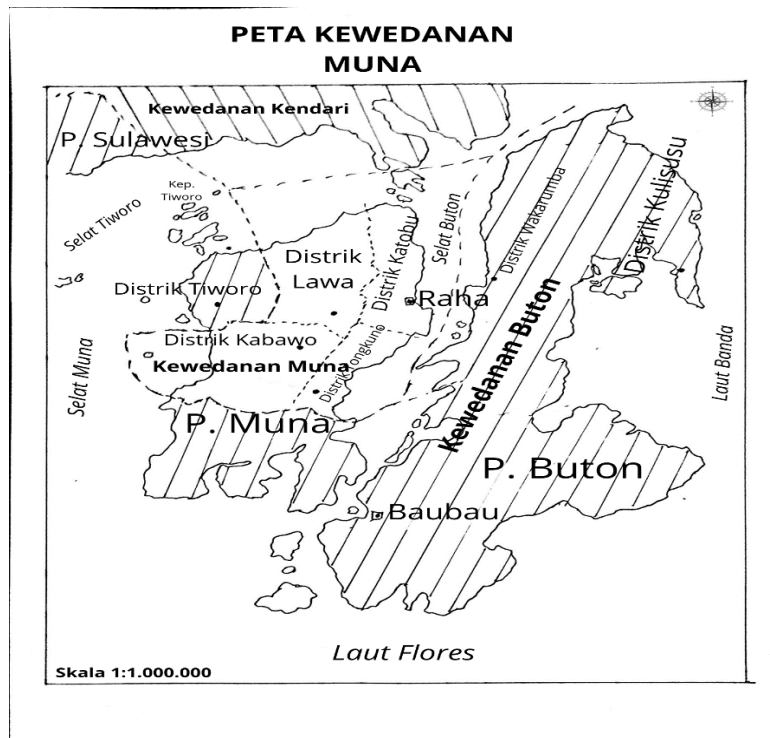 PETA KEWEDANAN
MUNA
Kewedanan Kendari
P. Sulawesi
Kep.
Tiworo
Selat Tiworo
Distrik
Lawa
Distrik Katobu
Selat Buton
Distrik Wakarumba
Distrik Kulisusu
Distrik Tiworo
Raha
Distrik Kabawo
Kewedanan Muna
Distrik Tongkuno
Kewedanan Buton
Selat Muna
Laut Banda
P. Muna
P. Buton
Baubau
Laut Flores
Skala 1:1.000.000